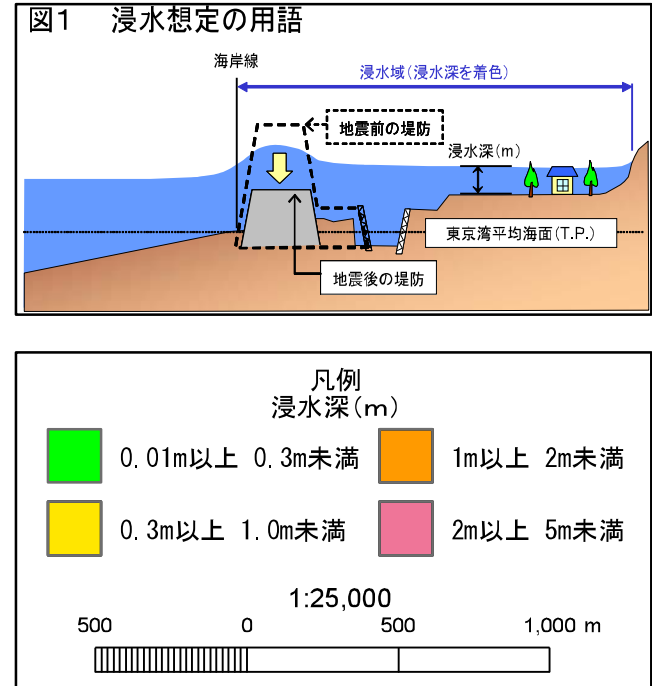 図1 浸水想定の用語
海岸線
浸水域(浸水深を着色)
地震前の堤防
浸水深(m)
東京湾平均海面(T.P.)
地震後の堤防
凡例
浸水深(m)
0.01m以上 0.3m未満
1m以上 2m未満
0.3m以上 1.0m未満
2m以上 5m未満
1:25,000
500 0 500 1,000 m